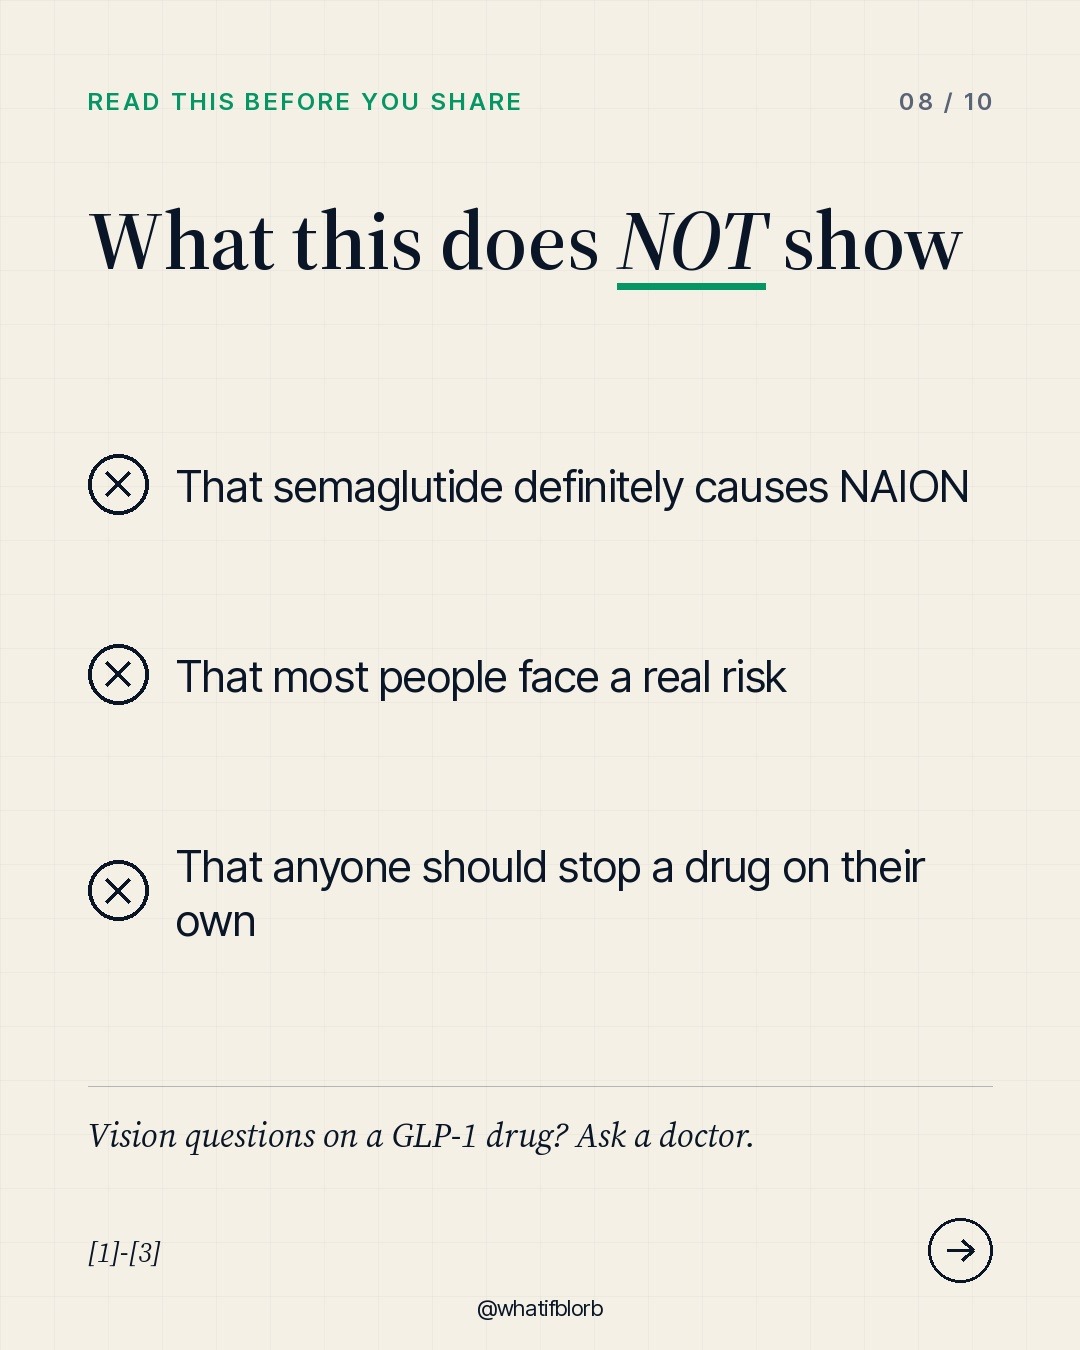 READ THIS BEFORE YOU SHARE
08 / 10
What this does NOT show
That semaglutide definitely causes NAION
That most people face a real risk
That anyone should stop a drug on their
own
Vision questions on a GLP-1 drug? Ask a doctor.
[1]-[3]
@whatifblorb